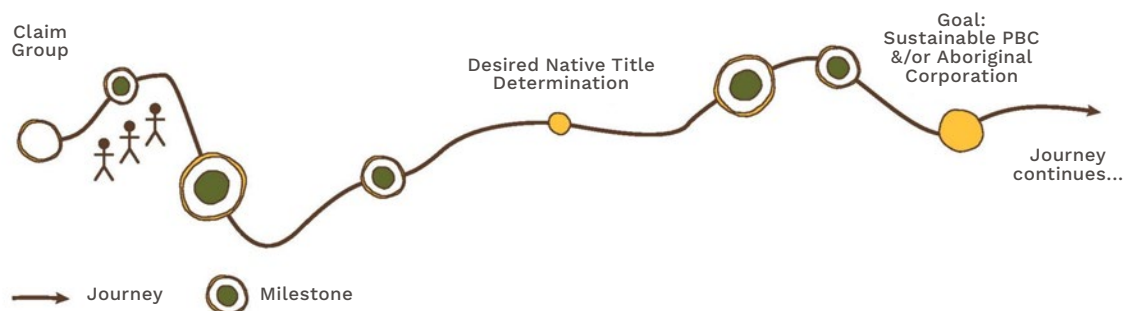 Claim
Group
Desired Native Title
Determination
Goal:
Sustainable PBC
&/or Aboriginal
Corporation
Journey
continues...
Journey
Milestone